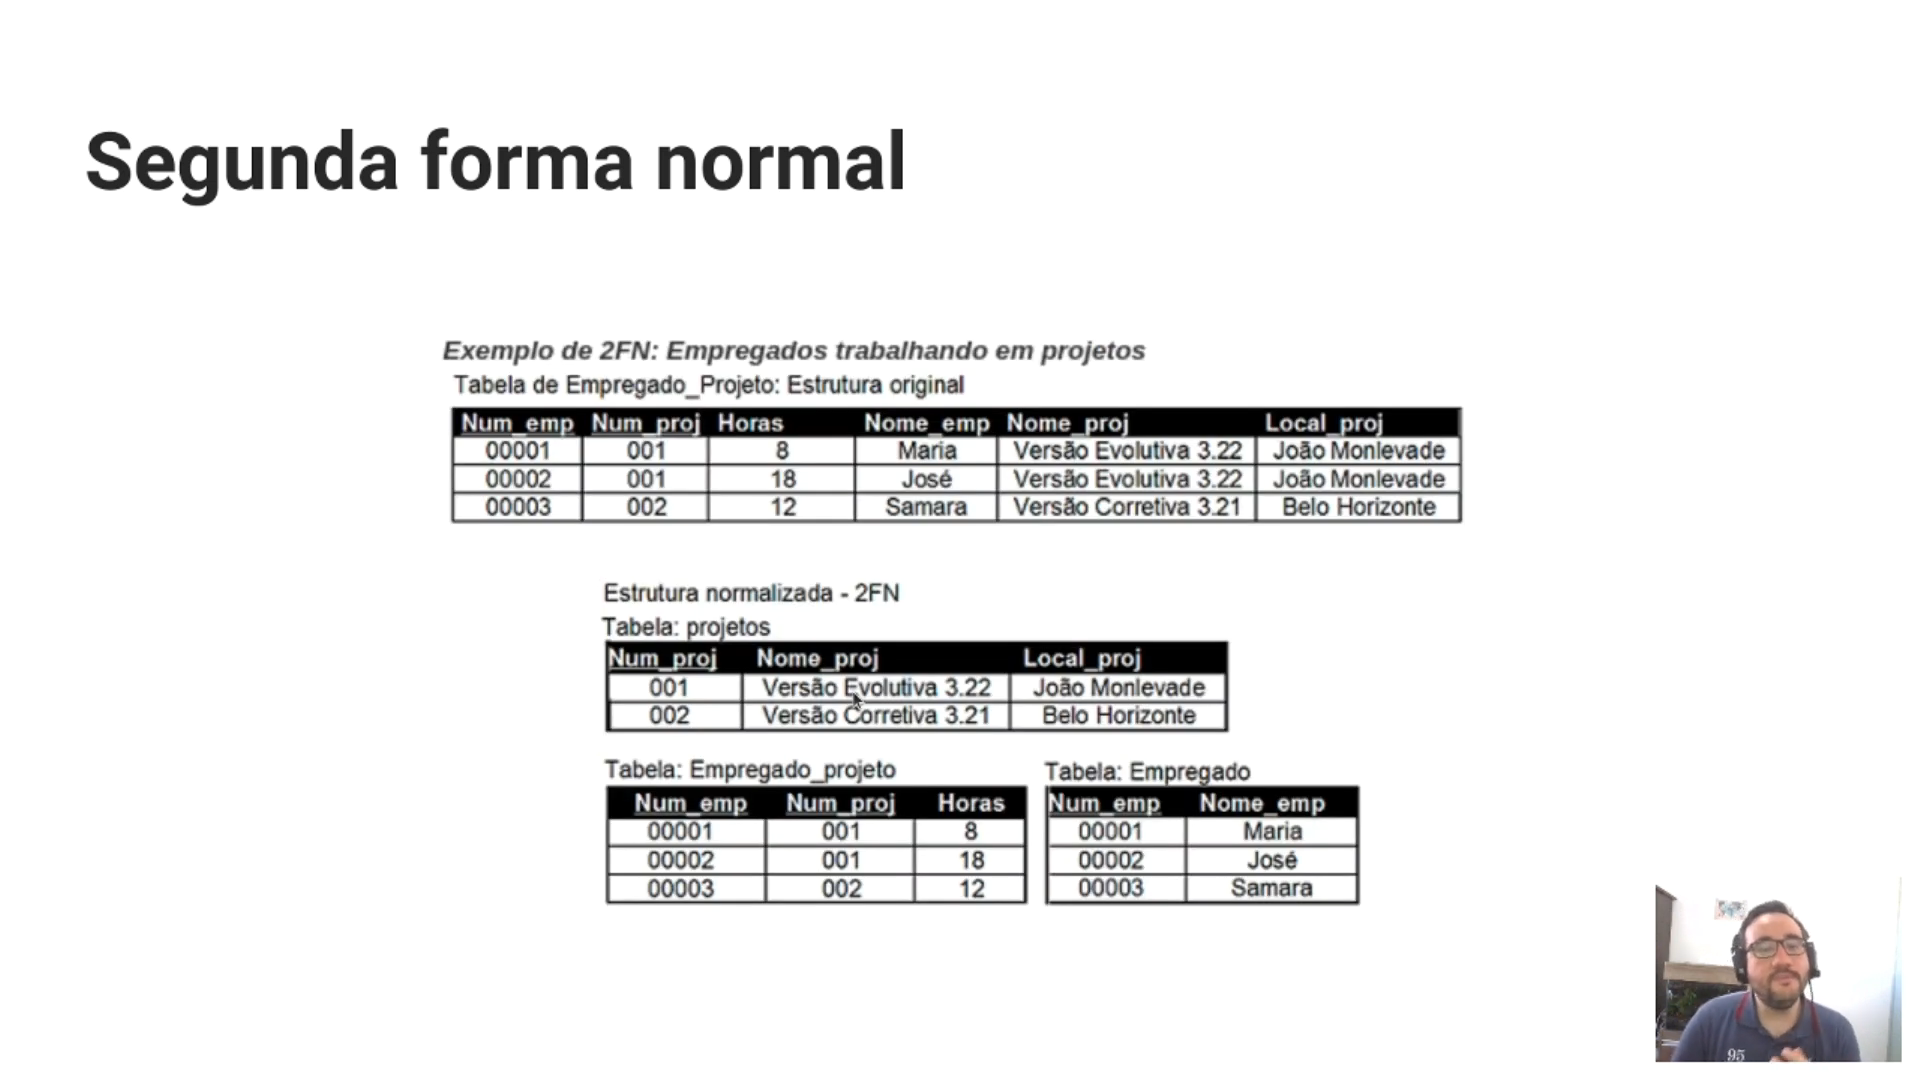 Segunda forma normal
Exemplo de 2FN: Empregados trabalhando em projetos
Tabela de Empregado_Projeto: Estrutura original
Num_emp Num_proj Horas Nome_emp Nome_proj Local_proj
00001 001 8 Maria Versão Evolutiva 3.22 João Monlevade
00002 001 18 José Versão Evolutiva 3.22 João Monlevade
00003 002 12 Samara Versão Corretiva 3.21 Belo Horizonte
Estrutura normalizada - 2FN
Tabela: projetos
Num_proj Nome_proj Local_proj
001 Versão Evolutiva 3.22 João Monlevade
002 Versão Corretiva 3.21 Belo Horizonte
Tabela: Empregado_projeto
Num_emp Num_proj Horas
00001 001 8
00002 001 18
00003 002 12
Tabela: Empregado
Num_emp Nome_emp
00001 Maria
00002 José
00003 Samara
95